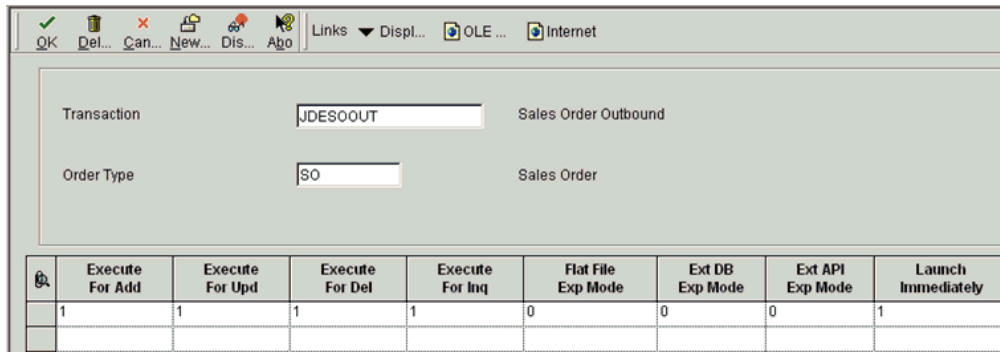 OK Del... Can... New... Dis... Abo Links Displ... OLE ... Internet
Transaction JDESOOUT Sales Order Outbound
Order Type SO Sales Order
Execute For Add Execute For Upd Execute For Del Execute For Inq Flat File Exp Mode Ext DB Exp Mode Ext API Exp Mode Launch Immediately
1 1 1 1 0 0 0 1